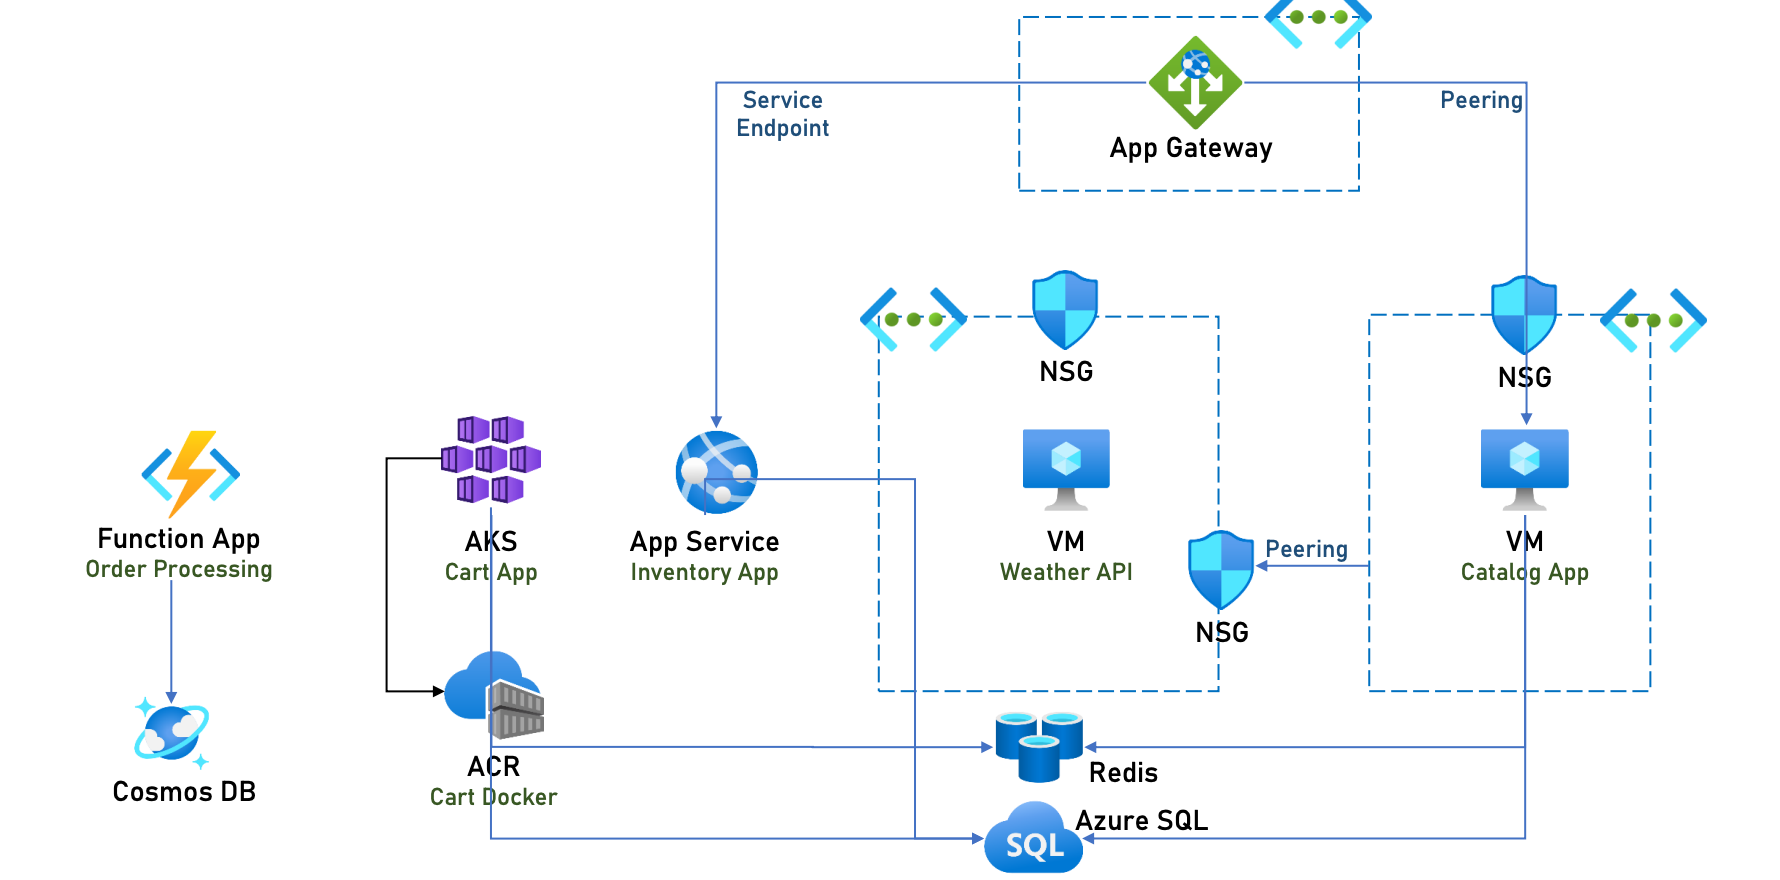 Service
Endpoint
Peering
App Gateway
NSG
NSG
Function App
Order Processing
AKS
Cart App
App Service
Inventory App
VM
Weather API
Peering
VM
Catalog App
NSG
ACR
Cart Docker
Cosmos DB
Redis
Azure SQL
SQL